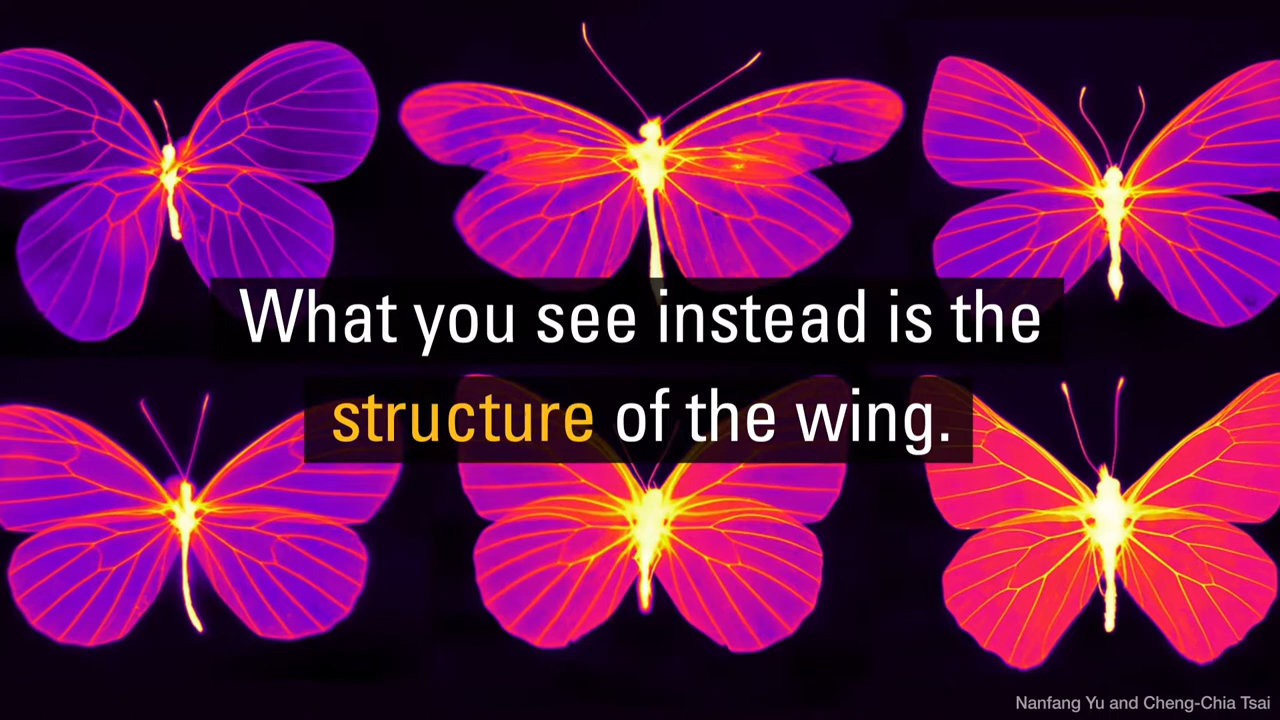 What you see instead is the
structure of the wing.
Nanfang Yu and Cheng-Chia Tsai